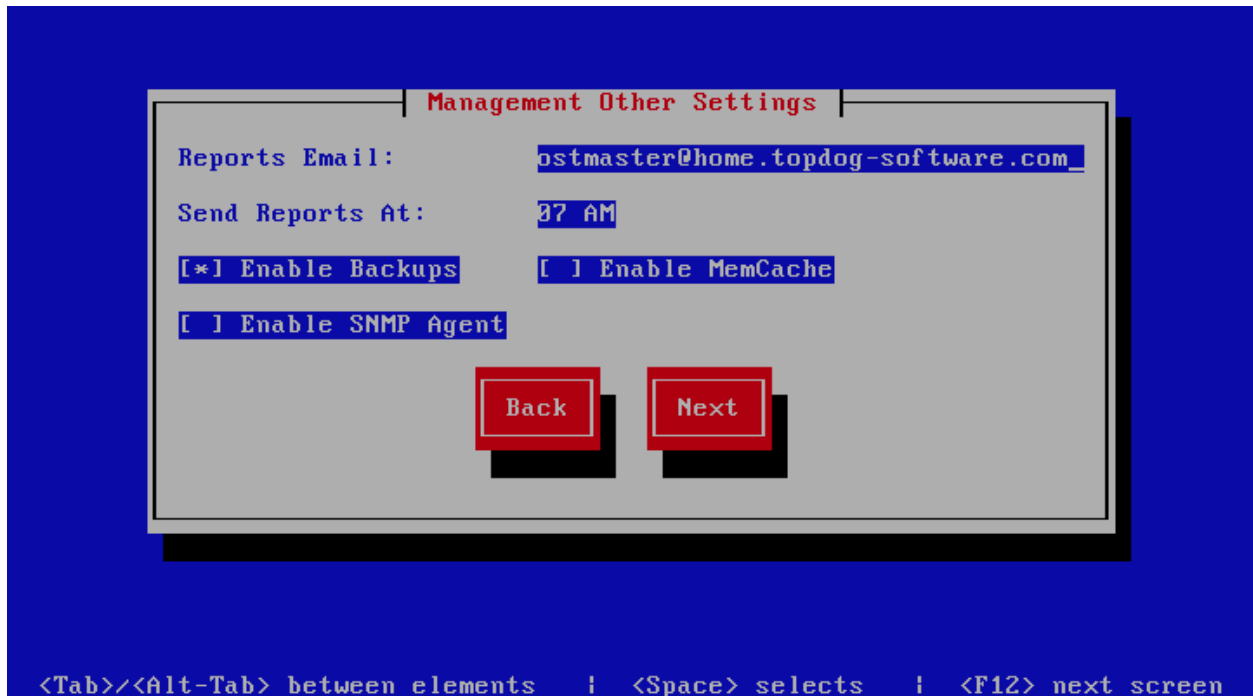 Management Other Settings
Reports Email: ostmaster@home.topdog-software.com_
Send Reports At: 07 AM
[*] Enable Backups [ ] Enable MemCache
[ ] Enable SNMP Agent
Back Next
<Tab>/<Alt-Tab> between elements | <Space> selects | <F12> next screen